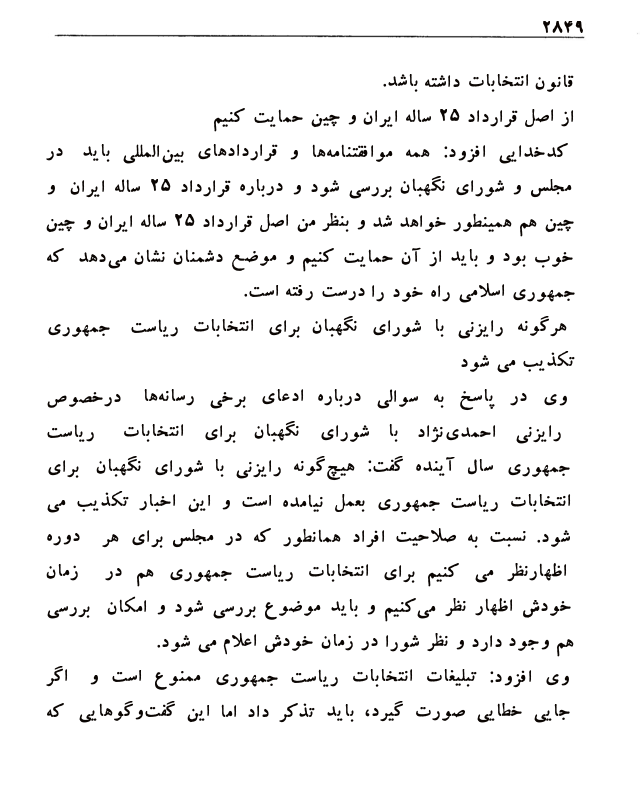 ۲۸۴۹
قانون انتخابات داشته باشد.
از اصل قرارداد ۲۵ ساله ایران و چین حمایت کنیم
کدخدایی افزود: همه موافقتنامه‌ها و قراردادهای بین‌المللی باید در
مجلس و شورای نگهبان بررسی شود و درباره قرارداد ۲۵ ساله ایران و
چین هم همینطور خواهد شد و بنظر من اصل قرارداد ۲۵ ساله ایران و چین
خوب بود و باید از آن حمایت کنیم و موضع دشمنان نشان می‌دهد که
جمهوری اسلامی راه خود را درست رفته است.
هرگونه رایزنی با شورای نگهبان برای انتخابات ریاست جمهوری
تکذیب می شود
وی در پاسخ به سوالی درباره ادعای برخی رسانه‌ها درخصوص
رایزنی احمدی‌نژاد با شورای نگهبان برای انتخابات ریاست
جمهوری سال آینده گفت: هیچ‌گونه رایزنی با شورای نگهبان برای
انتخابات ریاست جمهوری بعمل نیامده است و این اخبار تکذیب می
شود. نسبت به صلاحیت افراد همانطور که در مجلس برای هر دوره
اظهارنظر می کنیم برای انتخابات ریاست جمهوری هم در زمان
خودش اظهار نظر می‌کنیم و باید موضوع بررسی شود و امکان بررسی
هم وجود دارد و نظر شورا در زمان خودش اعلام می شود.
وی افزود: تبلیغات انتخابات ریاست جمهوری ممنوع است و اگر
جایی خطایی صورت گیرد، باید تذکر داد اما این گفت‌وگوهایی که